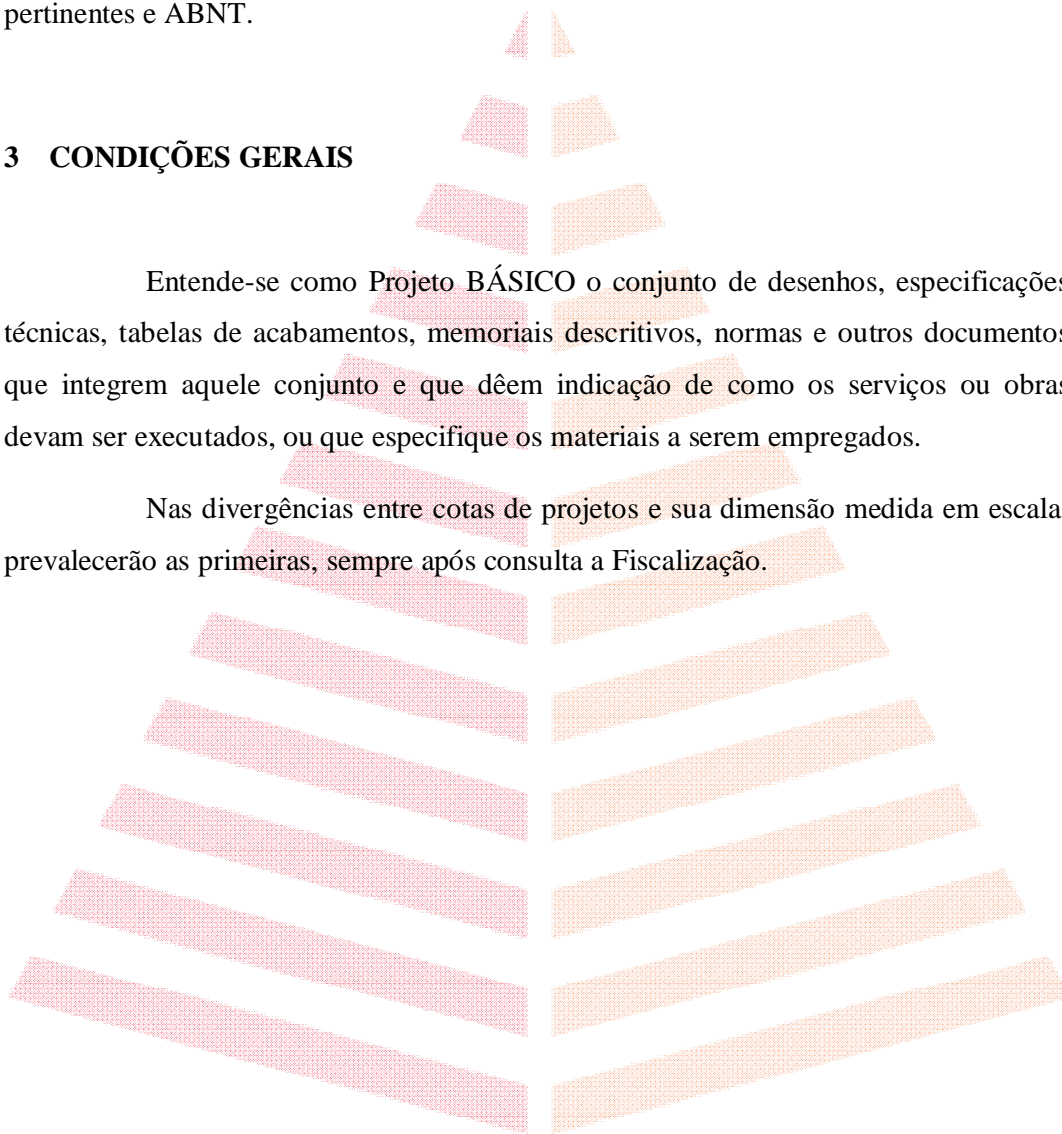 pertinentes e ABNT.
3 CONDIÇÕES GERAIS
Entende-se como Projeto BÁSICO o conjunto de desenhos, especificações
técnicas, tabelas de acabamentos, memoriais descritivos, normas e outros documentos
que integrem aquele conjunto e que dêem indicação de como os serviços ou obras
devam ser executados, ou que especifique os materiais a serem empregados.
Nas divergências entre cotas de projetos e sua dimensão medida em escala
prevalecerão as primeiras, sempre após consulta a Fiscalização.